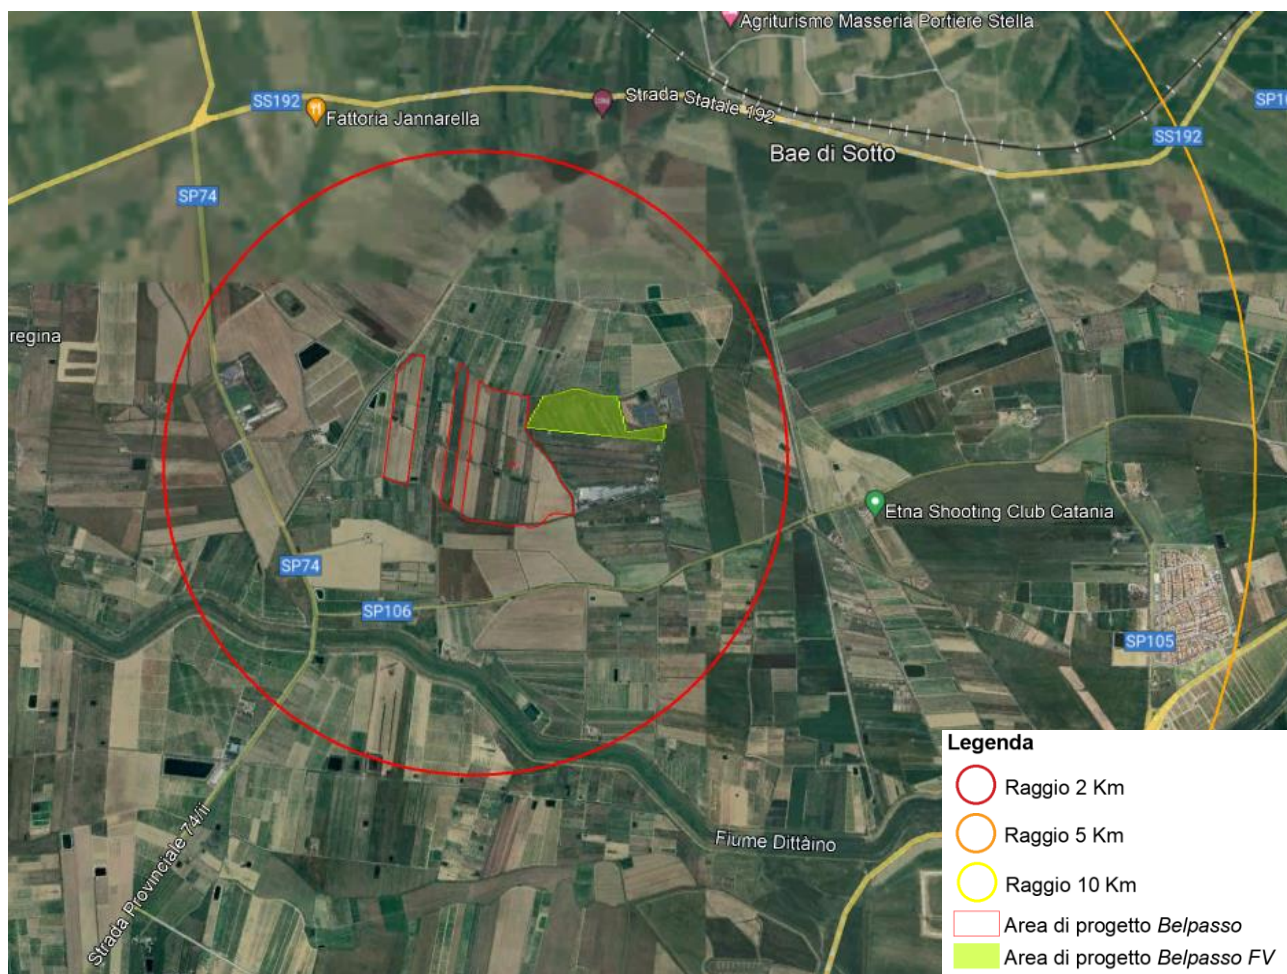 Agriturismo Masseria Portiere Stella
SS192
Fattoria Jannarella
Strada Statale 192
SP10
SS192
Bae di Sotto
SP74
regina
Etna Shooting Club Catania
SP74
SP106
SP105
Fiume Dittàino
Strada Provinciale 74/ii
Legenda
Raggio 2 Km
Raggio 5 Km
Raggio 10 Km
Area di progetto Belpasso
Area di progetto Belpasso FV